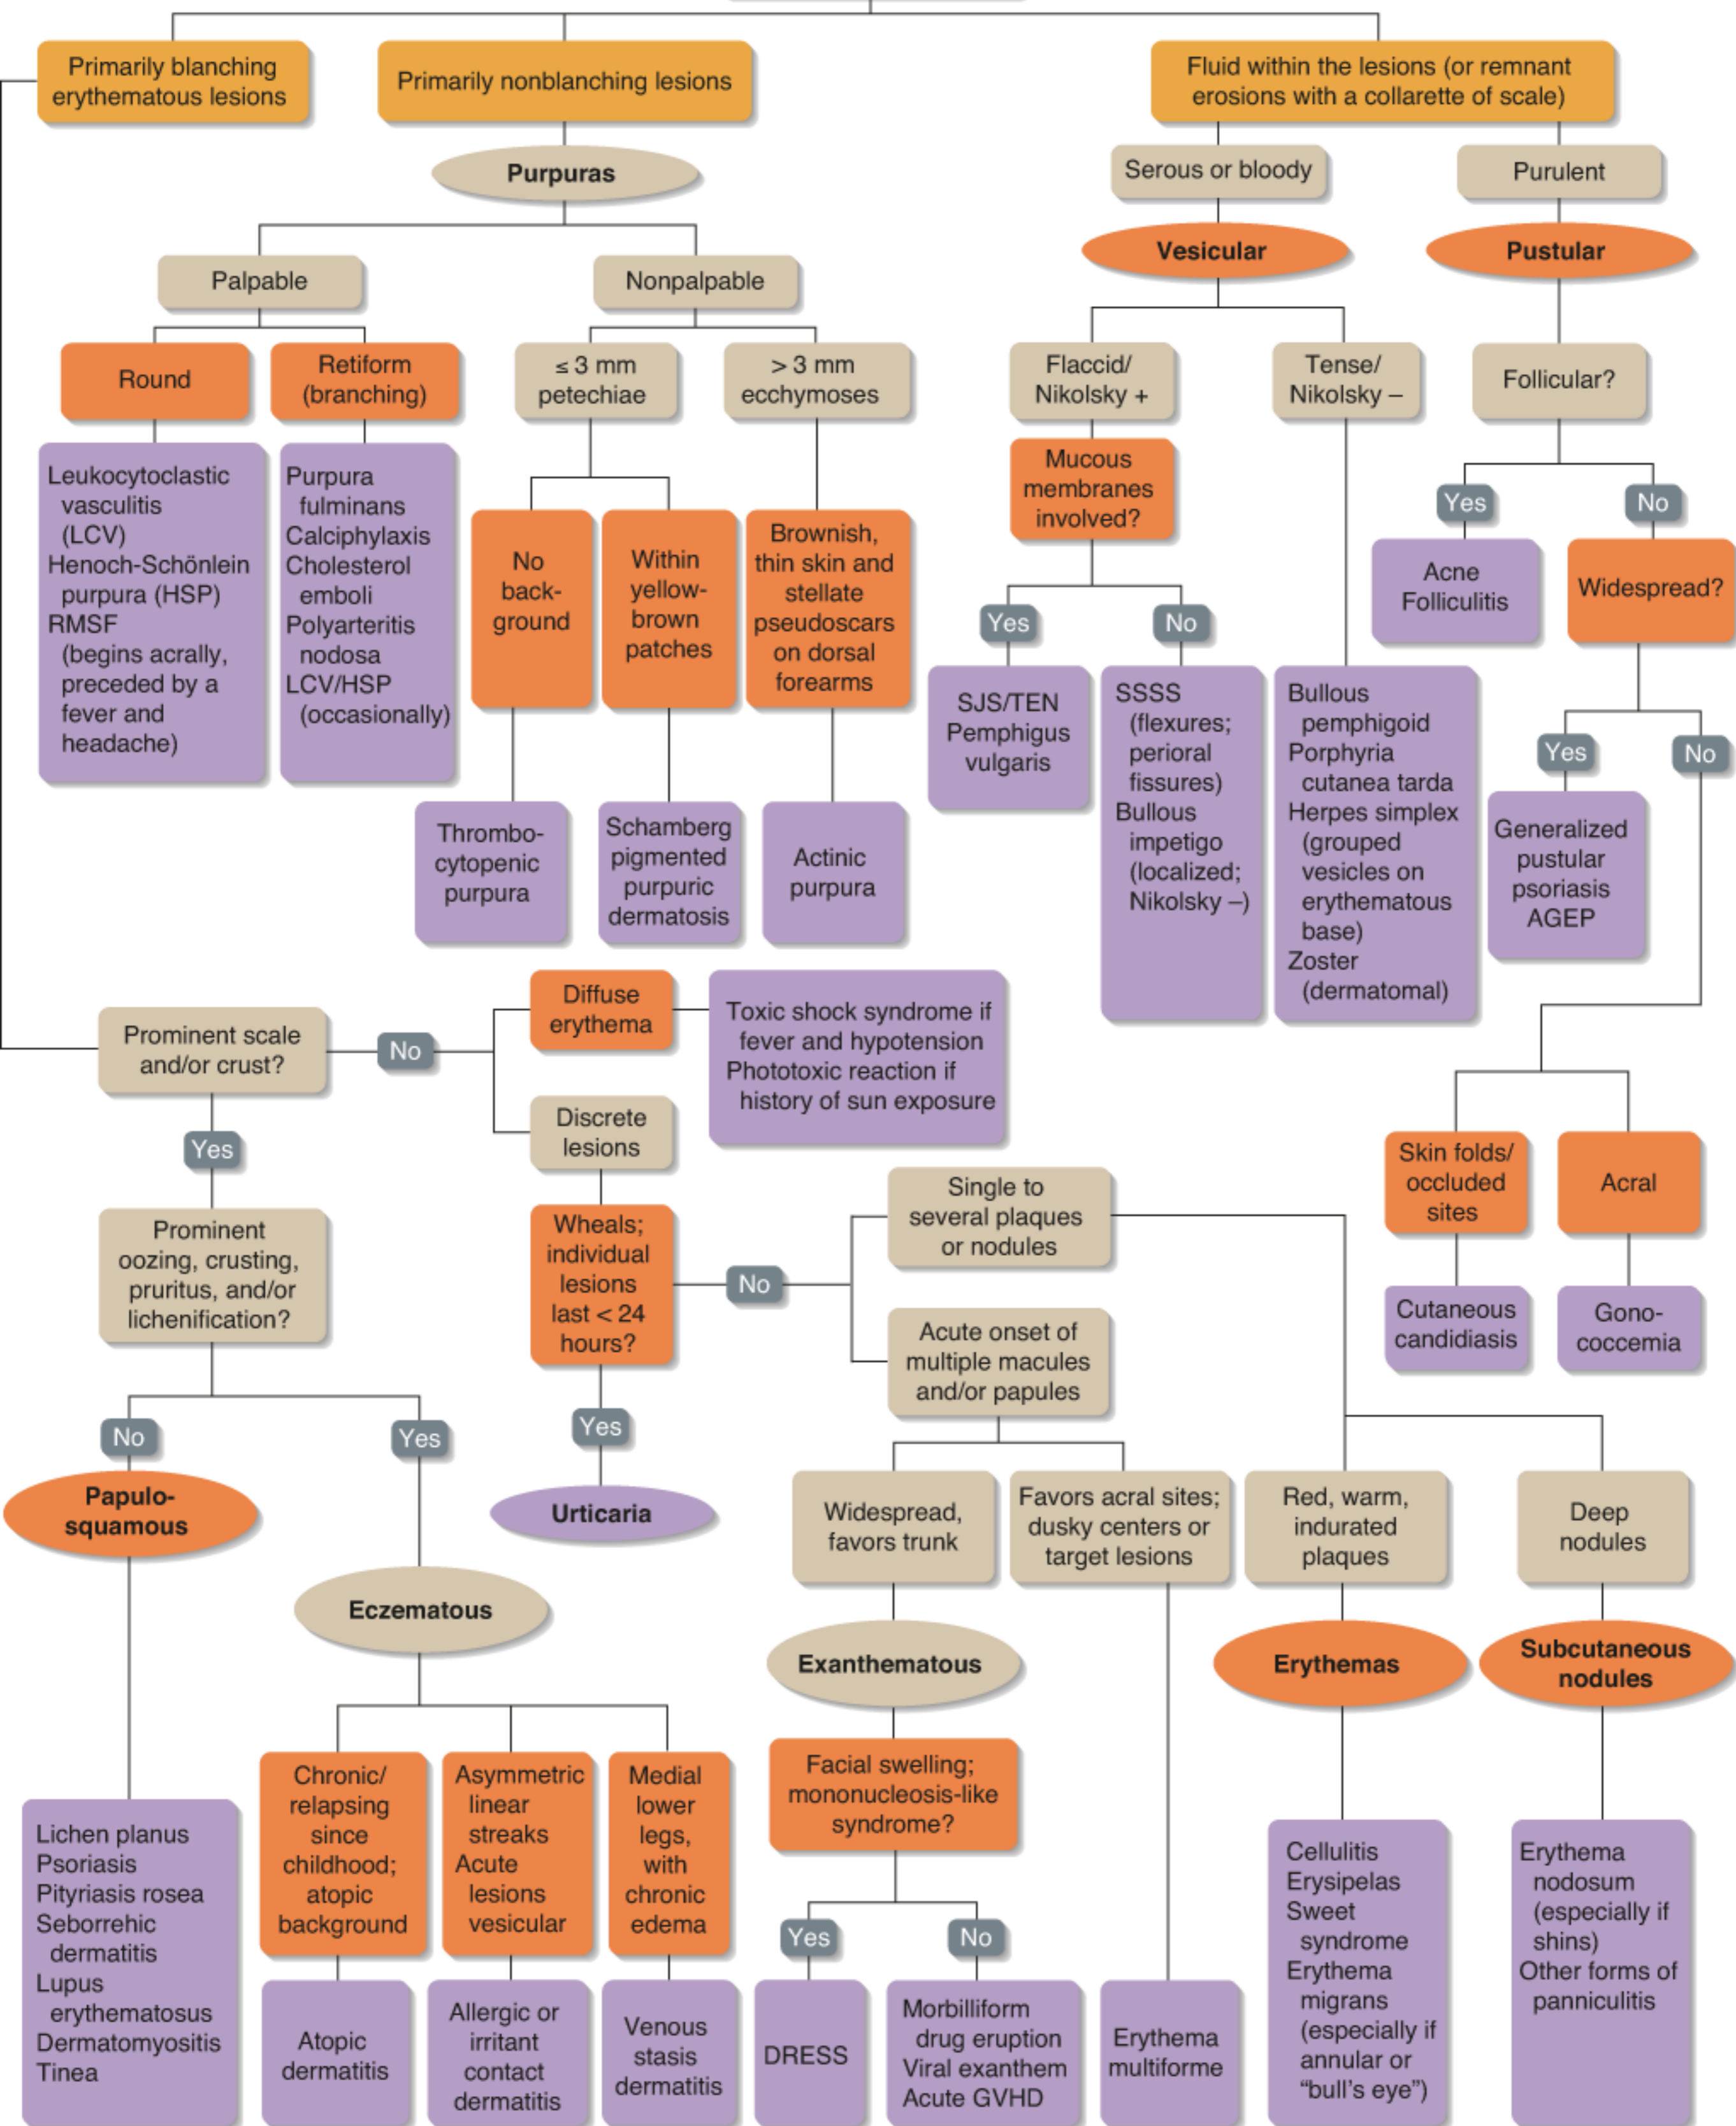 Primarily blanching
erythematous lesions
Primarily nonblanching lesions
Fluid within the lesions (or remnant
erosions with a collarette of scale)
Purpuras
Serous or bloody
Purulent
Vesicular
Pustular
Palpable
Nonpalpable
Round
Retiform
(branching)
≤ 3 mm
petechiae
> 3 mm
ecchymoses
Flaccid/
Nikolsky +
Tense/
Nikolsky –
Follicular?
Leukocytoclastic
vasculitis
(LCV)
Henoch-Schönlein
purpura (HSP)
RMSF
(begins acrally,
preceded by a
fever and
headache)
Purpura
fulminans
Calciphylaxis
Cholesterol
emboli
Polyarteritis
nodosa
LCV/HSP
(occasionally)
No
back-
ground
Within
yellow-
brown
patches
Brownish,
thin skin and
stellate
pseudoscars
on dorsal
forearms
Mucous
membranes
involved?
Yes
No
Yes
No
Acne
Folliculitis
Widespread?
SJS/TEN
Pemphigus
vulgaris
SSSS
(flexures;
perioral
fissures)
Bullous
impetigo
(localized;
Nikolsky –)
Bullous
pemphigoid
Porphyria
cutanea tarda
Herpes simplex
(grouped
vesicles on
erythematous
base)
Zoster
(dermatomal)
Yes
No
Generalized
pustular
psoriasis
AGEP
Thrombo-
cytopenic
purpura
Schamberg
pigmented
purpuric
dermatosis
Actinic
purpura
Prominent scale
and/or crust?
No
Diffuse
erythema
Toxic shock syndrome if
fever and hypotension
Phototoxic reaction if
history of sun exposure
Discrete
lesions
Yes
Skin folds/
occluded
sites
Acral
Prominent
oozing, crusting,
pruritus, and/or
lichenification?
Wheals;
individual
lesions
last < 24
hours?
No
Single to
several plaques
or nodules
Acute onset of
multiple macules
and/or papules
Cutaneous
candidiasis
Gono-
coccemia
No
Yes
Yes
Papulo-
squamous
Urticaria
Widespread,
favors trunk
Favors acral sites;
dusky centers or
target lesions
Red, warm,
indurated
plaques
Deep
nodules
Eczematous
Exanthematous
Erythemas
Subcutaneous
nodules
Chronic/
relapsing
since
childhood;
atopic
background
Asymmetric
linear
streaks
Acute
lesions
vesicular
Medial
lower
legs,
with
chronic
edema
Facial swelling;
mononucleosis-like
syndrome?
Yes
No
Lichen planus
Psoriasis
Pityriasis rosea
Seborrehic
dermatitis
Lupus
erythematosus
Dermatomyositis
Tinea
Atopic
dermatitis
Allergic or
irritant
contact
dermatitis
Venous
stasis
dermatitis
DRESS
Morbilliform
drug eruption
Viral exanthem
Acute GVHD
Erythema
multiforme
Cellulitis
Erysipelas
Sweet
syndrome
Erythema
migrans
(especially if
annular or
“bull’s eye”)
Erythema
nodosum
(especially if
shins)
Other forms of
panniculitis